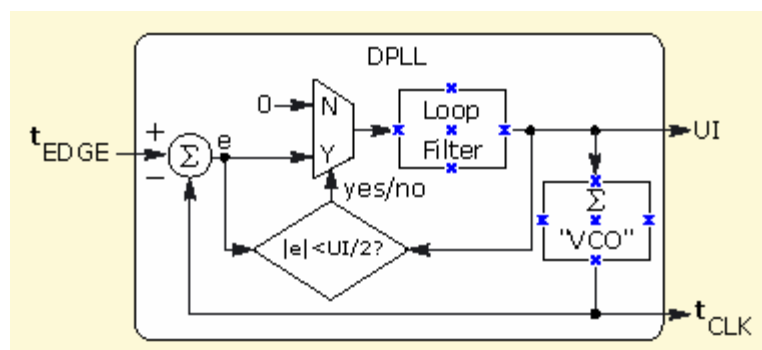 DPLL
0
N
Loop
Filter
UI
tEDGE
+
−
Σ
e
Y
yes/no
Σ
"VCO"
|e|<UI/2?
tCLK